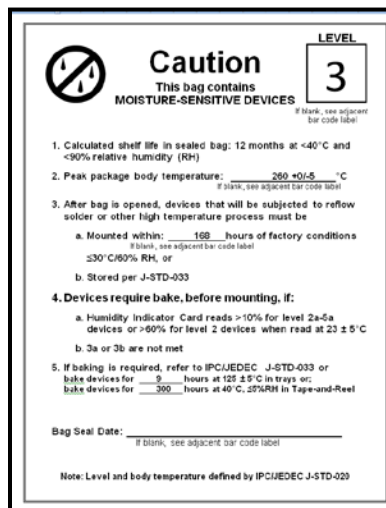 LEVEL
3
Caution
This bag contains
MOISTURE-SENSITIVE DEVICES
If blank, see adjacent
bar code label
1. Calculated shelf life in sealed bag: 12 months at <40°C and
<90% relative humidity (RH)
2. Peak package body temperature: 260 +0/-5 °C
If blank, see adjacent bar code label
3. After bag is opened, devices that will be subjected to reflow
solder or other high temperature process must be
a. Mounted within: 168 hours of factory conditions
If blank, see adjacent bar code label
≤30°C/60% RH, or
b. Stored per J-STD-033
4. Devices require bake, before mounting, if:
a. Humidity Indicator Card reads >10% for level 2a-5a
devices or >60% for level 2 devices when read at 23 ± 5°C
b. 3a or 3b are not met
5. If baking is required, refer to IPC/JEDEC J-STD-033 or
bake devices for 9 hours at 125 ± 5°C in trays or;
bake devices for 300 hours at 40°C, ≤5%RH in Tape-and-Reel
Bag Seal Date:
If blank, see adjacent bar code label
Note: Level and body temperature defined by IPC/JEDEC J-STD-020